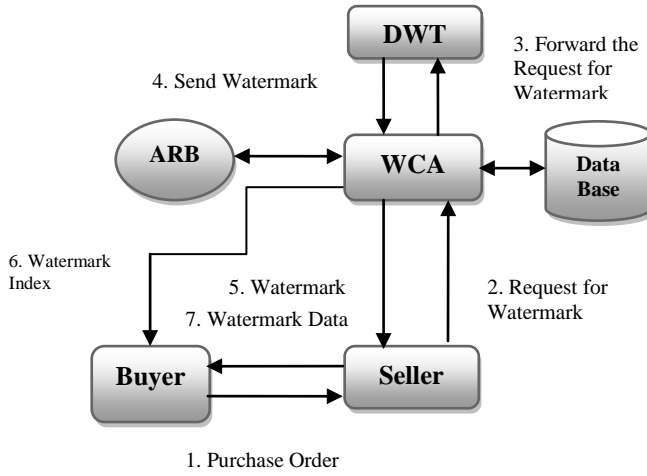 DWT
3. Forward the
Request for
Watermark
4. Send Watermark
ARB
WCA
Data
Base
6. Watermark
Index
5. Watermark
7. Watermark Data
2. Request for
Watermark
Buyer
Seller
1. Purchase Order